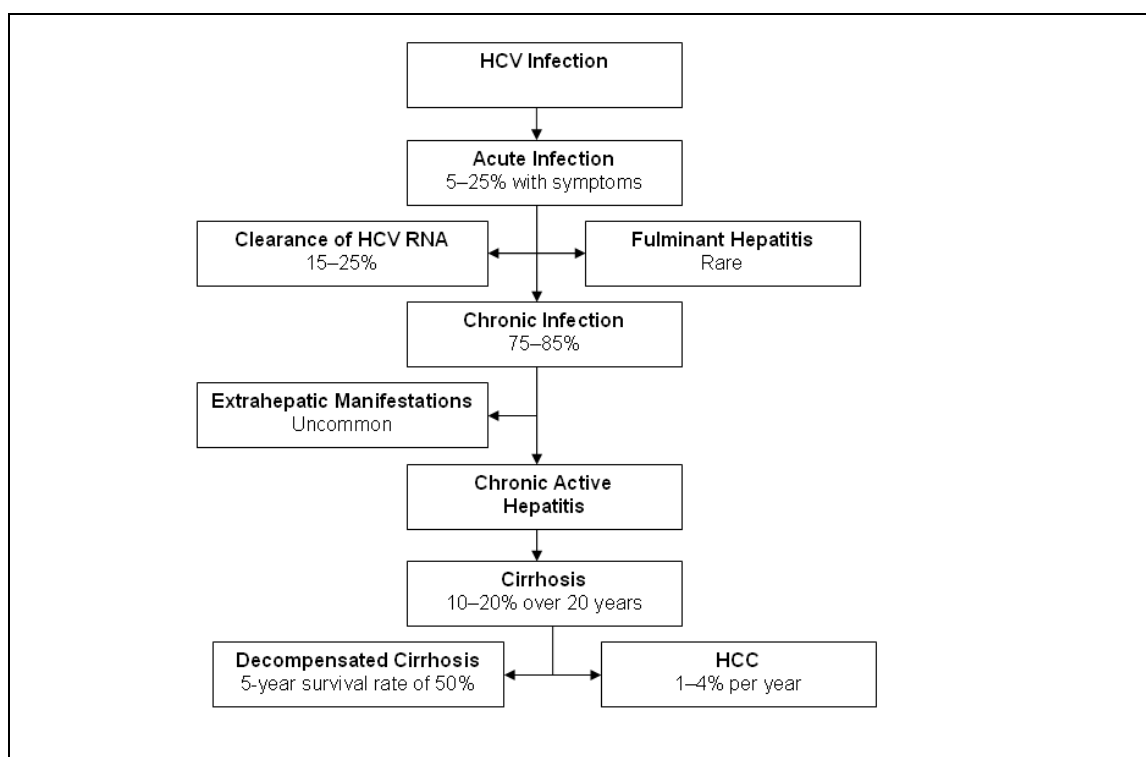 HCV Infection
Acute Infection
5–25% with symptoms
Clearance of HCV RNA
15–25%
Fulminant Hepatitis
Rare
Chronic Infection
75–85%
Extrahepatic Manifestations
Uncommon
Chronic Active
Hepatitis
Cirrhosis
10–20% over 20 years
Decompensated Cirrhosis
5-year survival rate of 50%
HCC
1–4% per year